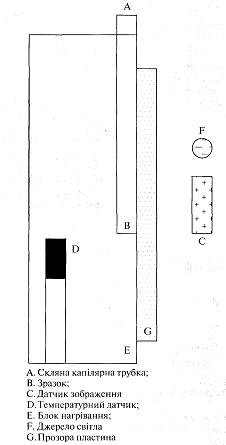 A
F
B
C
D
G
E
A. Скляна капілярна трубка;
B. Зразок;
C. Датчик зображення
D. Температурний датчик;
E. Блок нагрівання;
F. Джерело світла
G. Прозора пластина